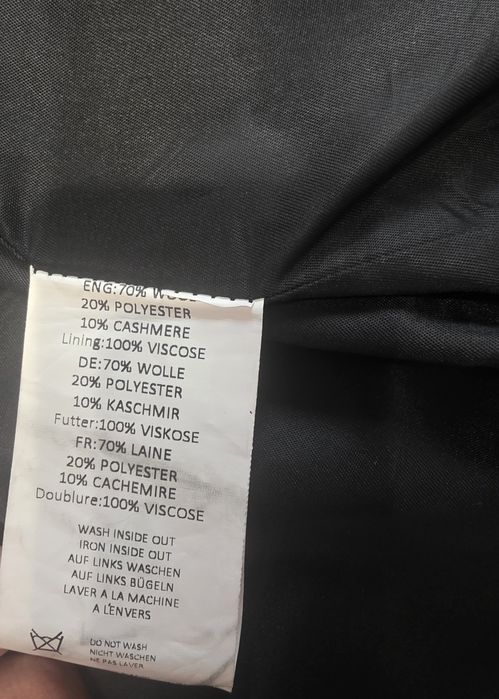 ENG:70% WOOL
20% POLYESTER
10% CASHMERE
Lining:100% VISCOSE
DE:70% WOLLE
20% POLYESTER
10% KASCHMIR
Futter:100% VISKOSE
FR:70% LAINE
20% POLYESTER
10% CACHEMIRE
Doublure:100% VISCOSE
WASH INSIDE OUT
IRON INSIDE OUT
AUF LINKS WASCHEN
AUF LINKS BÜGELN
LAVER A LA MACHINE
A L'ENVERS
DO NOT WASH
NICHT WASCHEN
NE PAS LAVER